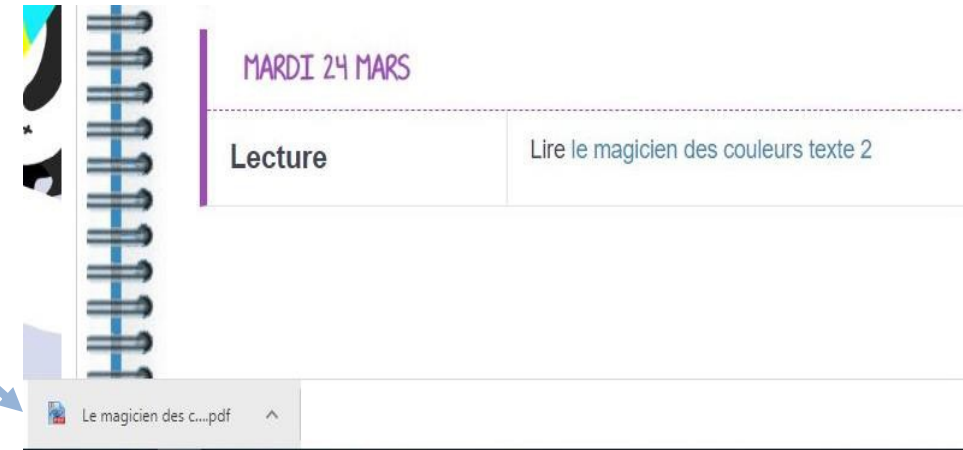 MARDI 24 MARS
Lecture
Lire le magicien des couleurs texte 2
Le magicien des c....pdf